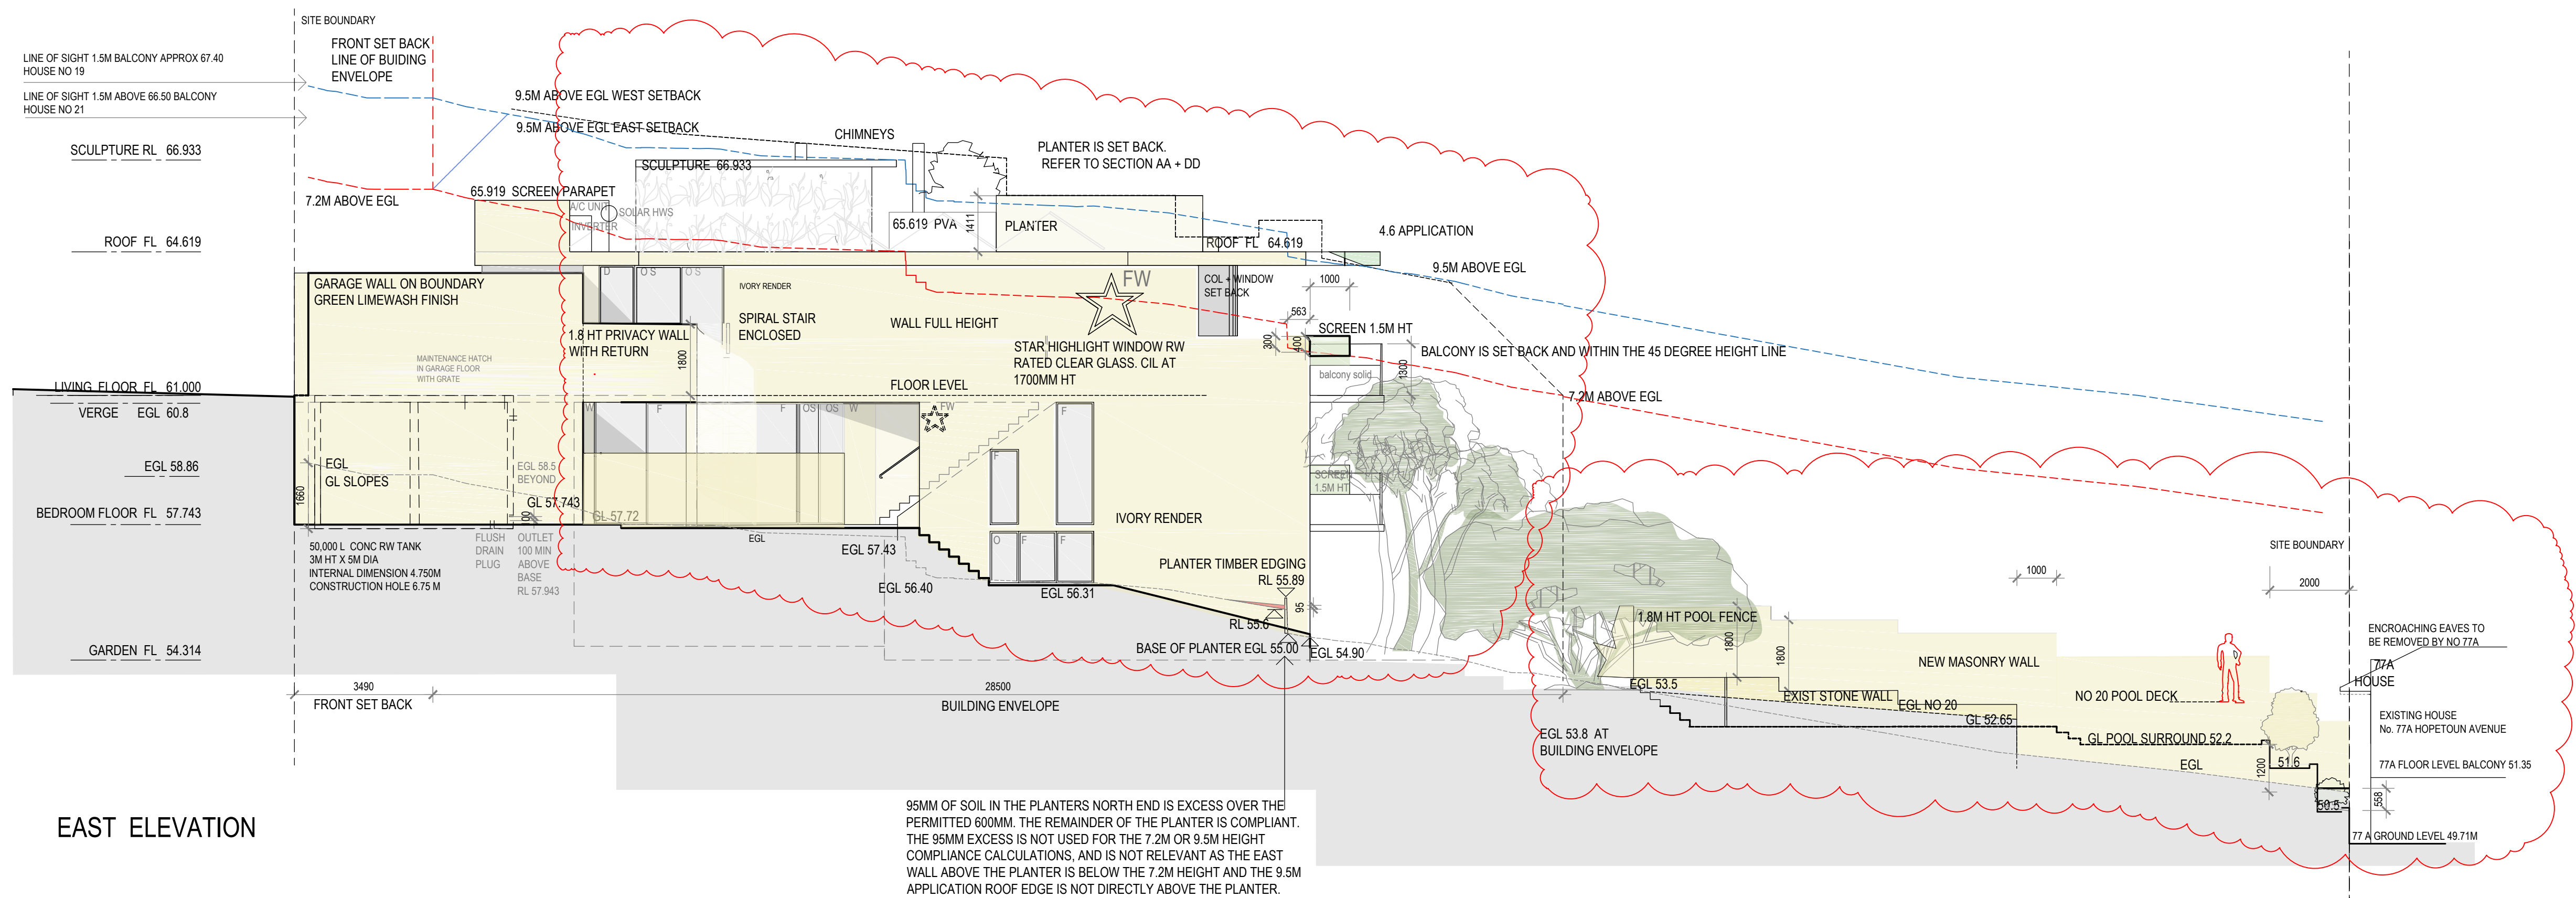 SITE BOUNDARY
FRONT SET BACK
LINE OF BUIDING
ENVELOPE
LINE OF SIGHT 1.5M BALCONY APPROX 67.40
HOUSE NO 19
LINE OF SIGHT 1.5M ABOVE 66.50 BALCONY
HOUSE NO 21
9.5M ABOVE EGL WEST SETBACK
9.5M ABOVE EGL EAST SETBACK
CHIMNEYS
PLANTER IS SET BACK.
REFER TO SECTION AA + DD
SCULPTURE RL 66.933
SCULPTURE 66.933
65.919 SCREEN PARAPET
7.2M ABOVE EGL
A/C UNIT
SOLAR HWS
INVERTER
65.619 PVA
1411
PLANTER
4.6 APPLICATION
ROOF FL 64.619
ROOF FL 64.619
9.5M ABOVE EGL
GARAGE WALL ON BOUNDARY
GREEN LIMEWASH FINISH
D
O S
O S
IVORY RENDER
FW
COL + WINDOW
SET BACK
1000
563
SPIRAL STAIR
ENCLOSED
WALL FULL HEIGHT
1.8 HT PRIVACY WALL
WITH RETURN
1800
SCREEN 1.5M HT
300
400
STAR HIGHLIGHT WINDOW RW
RATED CLEAR GLASS. CIL AT
1700MM HT
BALCONY IS SET BACK AND WITHIN THE 45 DEGREE HEIGHT LINE
MAINTENANCE HATCH
IN GARAGE FLOOR
WITH GRATE
balcony solid
1300
LIVING FLOOR FL 61.000
FLOOR LEVEL
7.2M ABOVE EGL
VERGE EGL 60.8
W
F
F
OS
OS
W
FW
F
EGL 58.86
EGL
GL SLOPES
1660
EGL 58.5
BEYOND
F
SCREEN
1.5M HT
GL 57.743
BEDROOM FLOOR FL 57.743
100
GL 57.72
IVORY RENDER
50,000 L CONC RW TANK
3M HT X 5M DIA
INTERNAL DIMENSION 4.750M
CONSTRUCTION HOLE 6.75 M
FLUSH
DRAIN
PLUG
OUTLET
100 MIN
ABOVE
BASE
RL 57.943
EGL
EGL 57.43
O
F
F
EGL 56.40
EGL 56.31
PLANTER TIMBER EDGING
RL 55.89
95
RL 55.6
BASE OF PLANTER EGL 55.00
EGL 54.90
GARDEN FL 54.314
SITE BOUNDARY
1000
2000
1.8M HT POOL FENCE
1800
1800
ENCROACHING EAVES TO
BE REMOVED BY NO 77A
77A
HOUSE
NEW MASONRY WALL
EGL 53.5
EXIST STONE WALL
NO 20 POOL DECK
EGL NO 20
GL 52.65
EXISTING HOUSE
No. 77A HOPETOUN AVENUE
3490
FRONT SET BACK
28500
BUILDING ENVELOPE
EGL 53.8 AT
BUILDING ENVELOPE
GL POOL SURROUND 52.2
EGL
1200
51.6
77A FLOOR LEVEL BALCONY 51.35
50.5
558
77 A GROUND LEVEL 49.71M
EAST ELEVATION
95MM OF SOIL IN THE PLANTERS NORTH END IS EXCESS OVER THE
PERMITTED 600MM. THE REMAINDER OF THE PLANTER IS COMPLIANT.
THE 95MM EXCESS IS NOT USED FOR THE 7.2M OR 9.5M HEIGHT
COMPLIANCE CALCULATIONS, AND IS NOT RELEVANT AS THE EAST
WALL ABOVE THE PLANTER IS BELOW THE 7.2M HEIGHT AND THE 9.5M
APPLICATION ROOF EDGE IS NOT DIRECTLY ABOVE THE PLANTER.